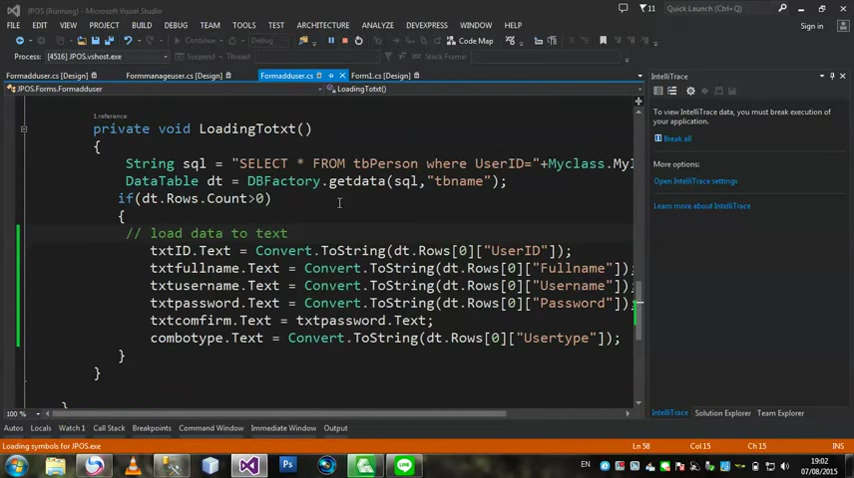 JPOS (Running) - Microsoft Visual Studio
11
Quick Launch (Ctrl+Q)
FILE EDIT VIEW PROJECT BUILD DEBUG TEAM TOOLS TEST ARCHITECTURE ANALYZE DEVEXPRESS WINDOW HELP
Sign in
Continue
Debug
Code Map
Process: [4516] JPOS.vshost.exe
Stack Frame:
Formadduser.cs [Design] Formmanageuser.cs [Design] Formadduser.cs Form1.cs [Design]
IntelliTrace
JPOS.Forms.Formadduser
LoadingTotxt()
1 reference
private void LoadingTotxt()
{
String sql = "SELECT * FROM tbPerson where UserID="+Myclass.Myl
DataTable dt = DBFactory.getdata(sql,"tbname");
if(dt.Rows.Count>0)
{
// load data to text
txtID.Text = Convert.ToString(dt.Rows[0]["UserID"]);
txtfullname.Text = Convert.ToString(dt.Rows[0]["Fullname"]);
txtusername.Text = Convert.ToString(dt.Rows[0]["Username"]);
txtpassword.Text = Convert.ToString(dt.Rows[0]["Password"]);
txtcomfirm.Text = txtpassword.Text;
combotype.Text = Convert.ToString(dt.Rows[0]["Usertype"]);
}
}
}
To view IntelliTrace data, you must break execution of
your application.
Break all
More options:
Open IntelliTrace settings
Learn more about IntelliTrace
100 %
IntelliTrace Solution Explorer Team Explorer
Autos Locals Watch 1 Call Stack Breakpoints Command Window Immediate Window Output
Loading symbols for JPOS.exe
Ln 58 Col 15 Ch 15 INS
Ps
LINE
EN
19:02
07/08/2015